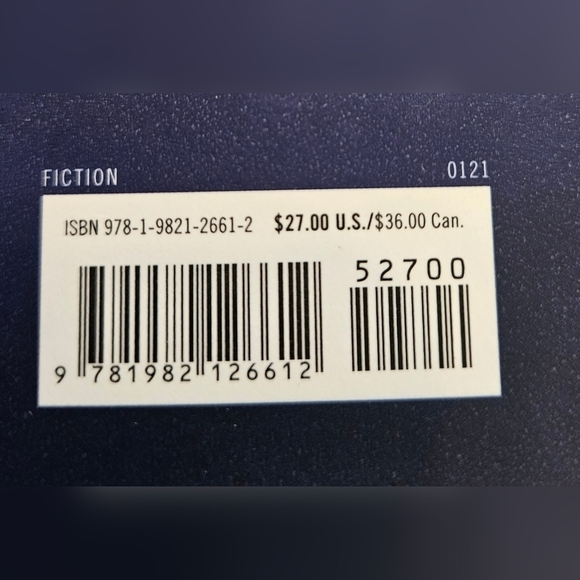 FICTION 0121
ISBN 978-1-9821-2661-2 $27.00 U.S./$36.00 Can.
52700
9 781982 126612